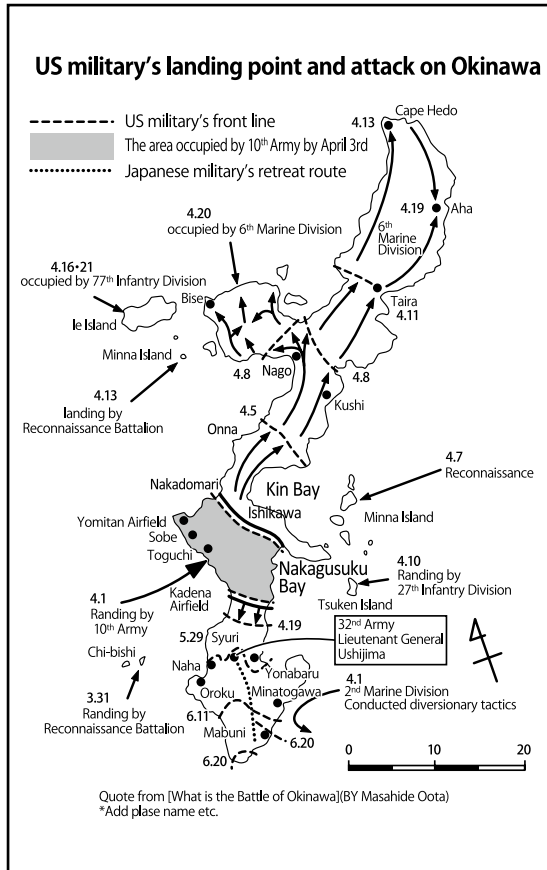 US military's landing point and attack on Okinawa
US military's front line
The area occupied by 10th Army by April 3rd
Japanese military's retreat route
4.13
Cape Hedo
4.19
Aha
6th
Marine
Division
4.20
occupied by 6th Marine Division
4.16•21
occupied by 77th Infantry Division
Bise
Ie Island
Minna Island
Taira
4.11
4.13
landing by
Reconnaissance Battalion
4.8
Nago
4.8
Kushi
4.5
Onna
4.7
Reconnaissance
Kin Bay
Nakadomari
Ishikawa
Minna Island
Yomitan Airfield
Sobe
Toguchi
Nakagusuku
Bay
4.10
Randing by
27th Infantry Division
Tsuken Island
4.1
Randing by
10th Army
Kadena
Airfield
4.19
32nd Army
Lieutenant General
Ushijima
5.29
Syuri
Chi-bishi
Naha
Yonabaru
4.1
2nd Marine Division
Conducted diversionary tactics
3.31
Randing by
Reconnaissance Battalion
Oroku
Minatogawa
6.11
Mabuni
6.20
6.20
0 10 20
Quote from [What is the Battle of Okinawa](BY Masahide Oota)
*Add plase name etc.